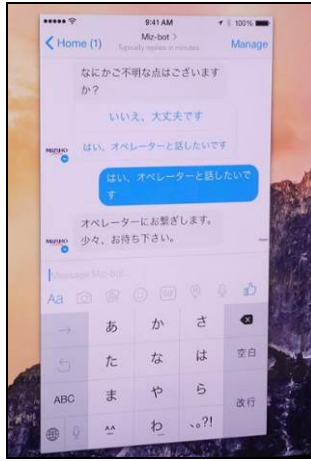 9:41 AM
100%
Home (1)
Miz-bot
Typically replies in minutes
Manage
なにかご不明な点はございます
か?
いいえ、大丈夫です
はい、オペレーターと話したいです
MIZUHO
はい、オペレーターと話したいで
す
オペレーターにお繋ぎします。
少々、お待ち下さい。
MIZUHO
Message Miz-bot...
Aa
GIF
→
あ
か
さ
た
な
は
空白
ABC
ま
や
ら
改行
^^
わ
、。?!